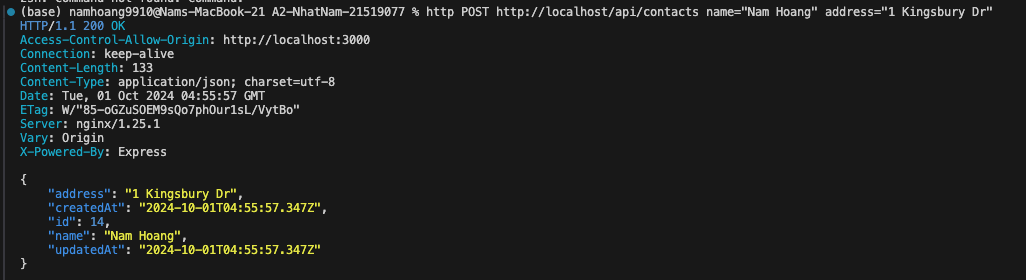 (base) namhoang9910@Nams-MacBook-21 A2-NhatNam-21519077 % http POST http://localhost/api/contacts name="Nam Hoang" address="1 Kingsbury Dr"
HTTP/1.1 200 OK
Access-Control-Allow-Origin: http://localhost:3000
Connection: keep-alive
Content-Length: 133
Content-Type: application/json; charset=utf-8
Date: Tue, 01 Oct 2024 04:55:57 GMT
ETag: W/"85-oGZuSOEM9sQo7phOur1sL/VytBo"
Server: nginx/1.25.1
Vary: Origin
X-Powered-By: Express
{
    "address": "1 Kingsbury Dr",
    "createdAt": "2024-10-01T04:55:57.347Z",
    "id": 14,
    "name": "Nam Hoang",
    "updatedAt": "2024-10-01T04:55:57.347Z"
}